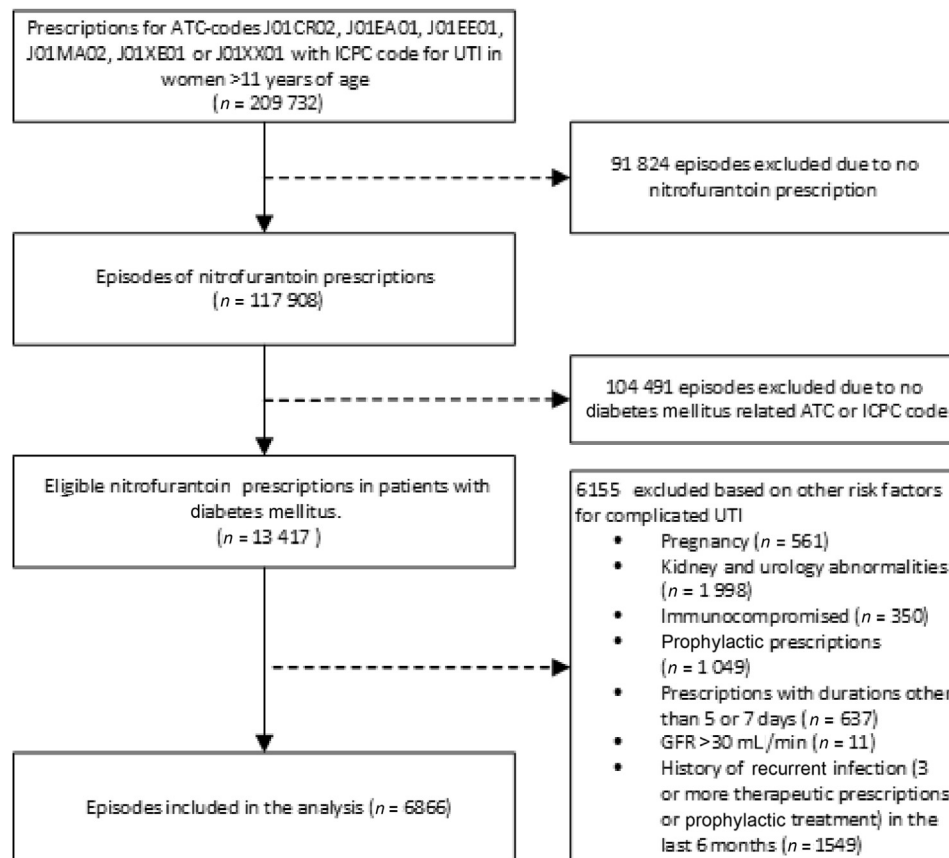 Prescriptions for ATC-codes J01CR02, J01EA01, J01EE01,
J01MA02, J01XE01 or J01XX01 with ICPC code for UTI in
women >11 years of age
(n = 209 732)
91 824 episodes excluded due to no
nitrofurantoin prescription
Episodes of nitrofurantoin prescriptions
(n = 117 908)
104 491 episodes excluded due to no
diabetes mellitus related ATC or ICPC code
Eligible nitrofurantoin prescriptions in patients with
diabetes mellitus.
(n = 13 417 )
6155 excluded based on other risk factors
for complicated UTI
• Pregnancy (n = 561)
• Kidney and urology abnormalities
(n = 1 998)
• Immunocompromised (n = 350)
• Prophylactic prescriptions
(n = 1 049)
• Prescriptions with durations other
than 5 or 7 days (n = 637)
• GFR >30 mL/min (n = 11)
• History of recurrent infection (3
or more therapeutic prescriptions
or prophylactic treatment) in the
last 6 months (n = 1549)
Episodes included in the analysis (n = 6866)